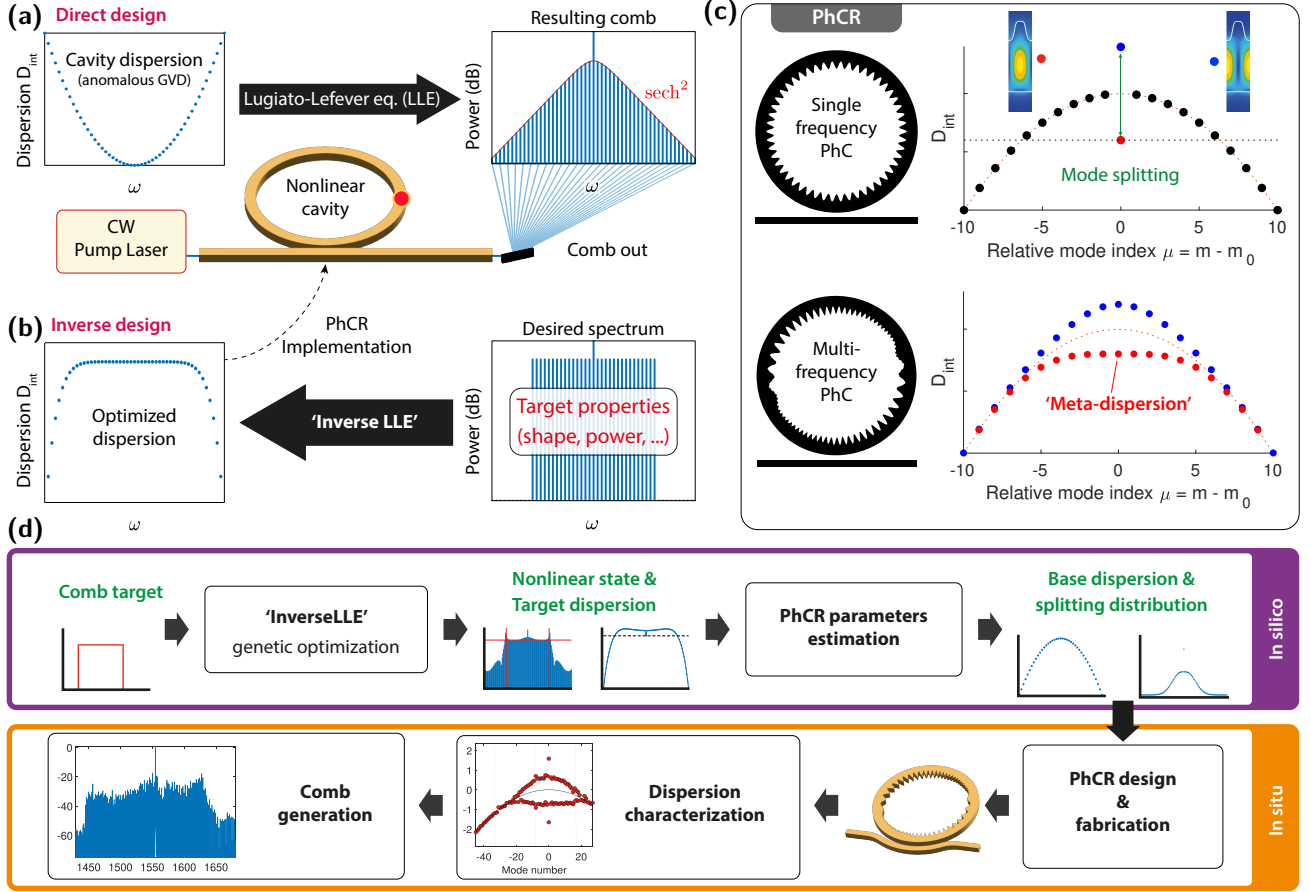 (a) Direct design
Dispersion D_int
Cavity dispersion
(anomalous GVD)
ω
Lugiato-Lefever eq. (LLE)
Resulting comb
Power (dB)
sech²
ω
Nonlinear
cavity
CW
Pump Laser
Comb out
(b) Inverse design
PhCR
Implementation
Dispersion D_int
Optimized
dispersion
ω
'Inverse LLE'
Desired spectrum
Power (dB)
Target properties
(shape, power, ...)
ω
(c)
PhCR
Single
frequency
PhC
D_int
Mode splitting
-10 -5 0 5 10
Relative mode index μ = m - m_0
Multi-
frequency
PhC
D_int
'Meta-dispersion'
-10 -5 0 5 10
Relative mode index μ = m - m_0
(d)
Comb target
'InverseLLE'
genetic optimization
Nonlinear state &
Target dispersion
PhCR parameters
estimation
Base dispersion &
splitting distribution
In silico
0
-20
-40
-60
1450 1500 1550 1600 1650
Comb
generation
2
1
0
-1
-2
-40 -20 0 20
Mode number
Dispersion
characterization
PhCR design
&
fabrication
In situ